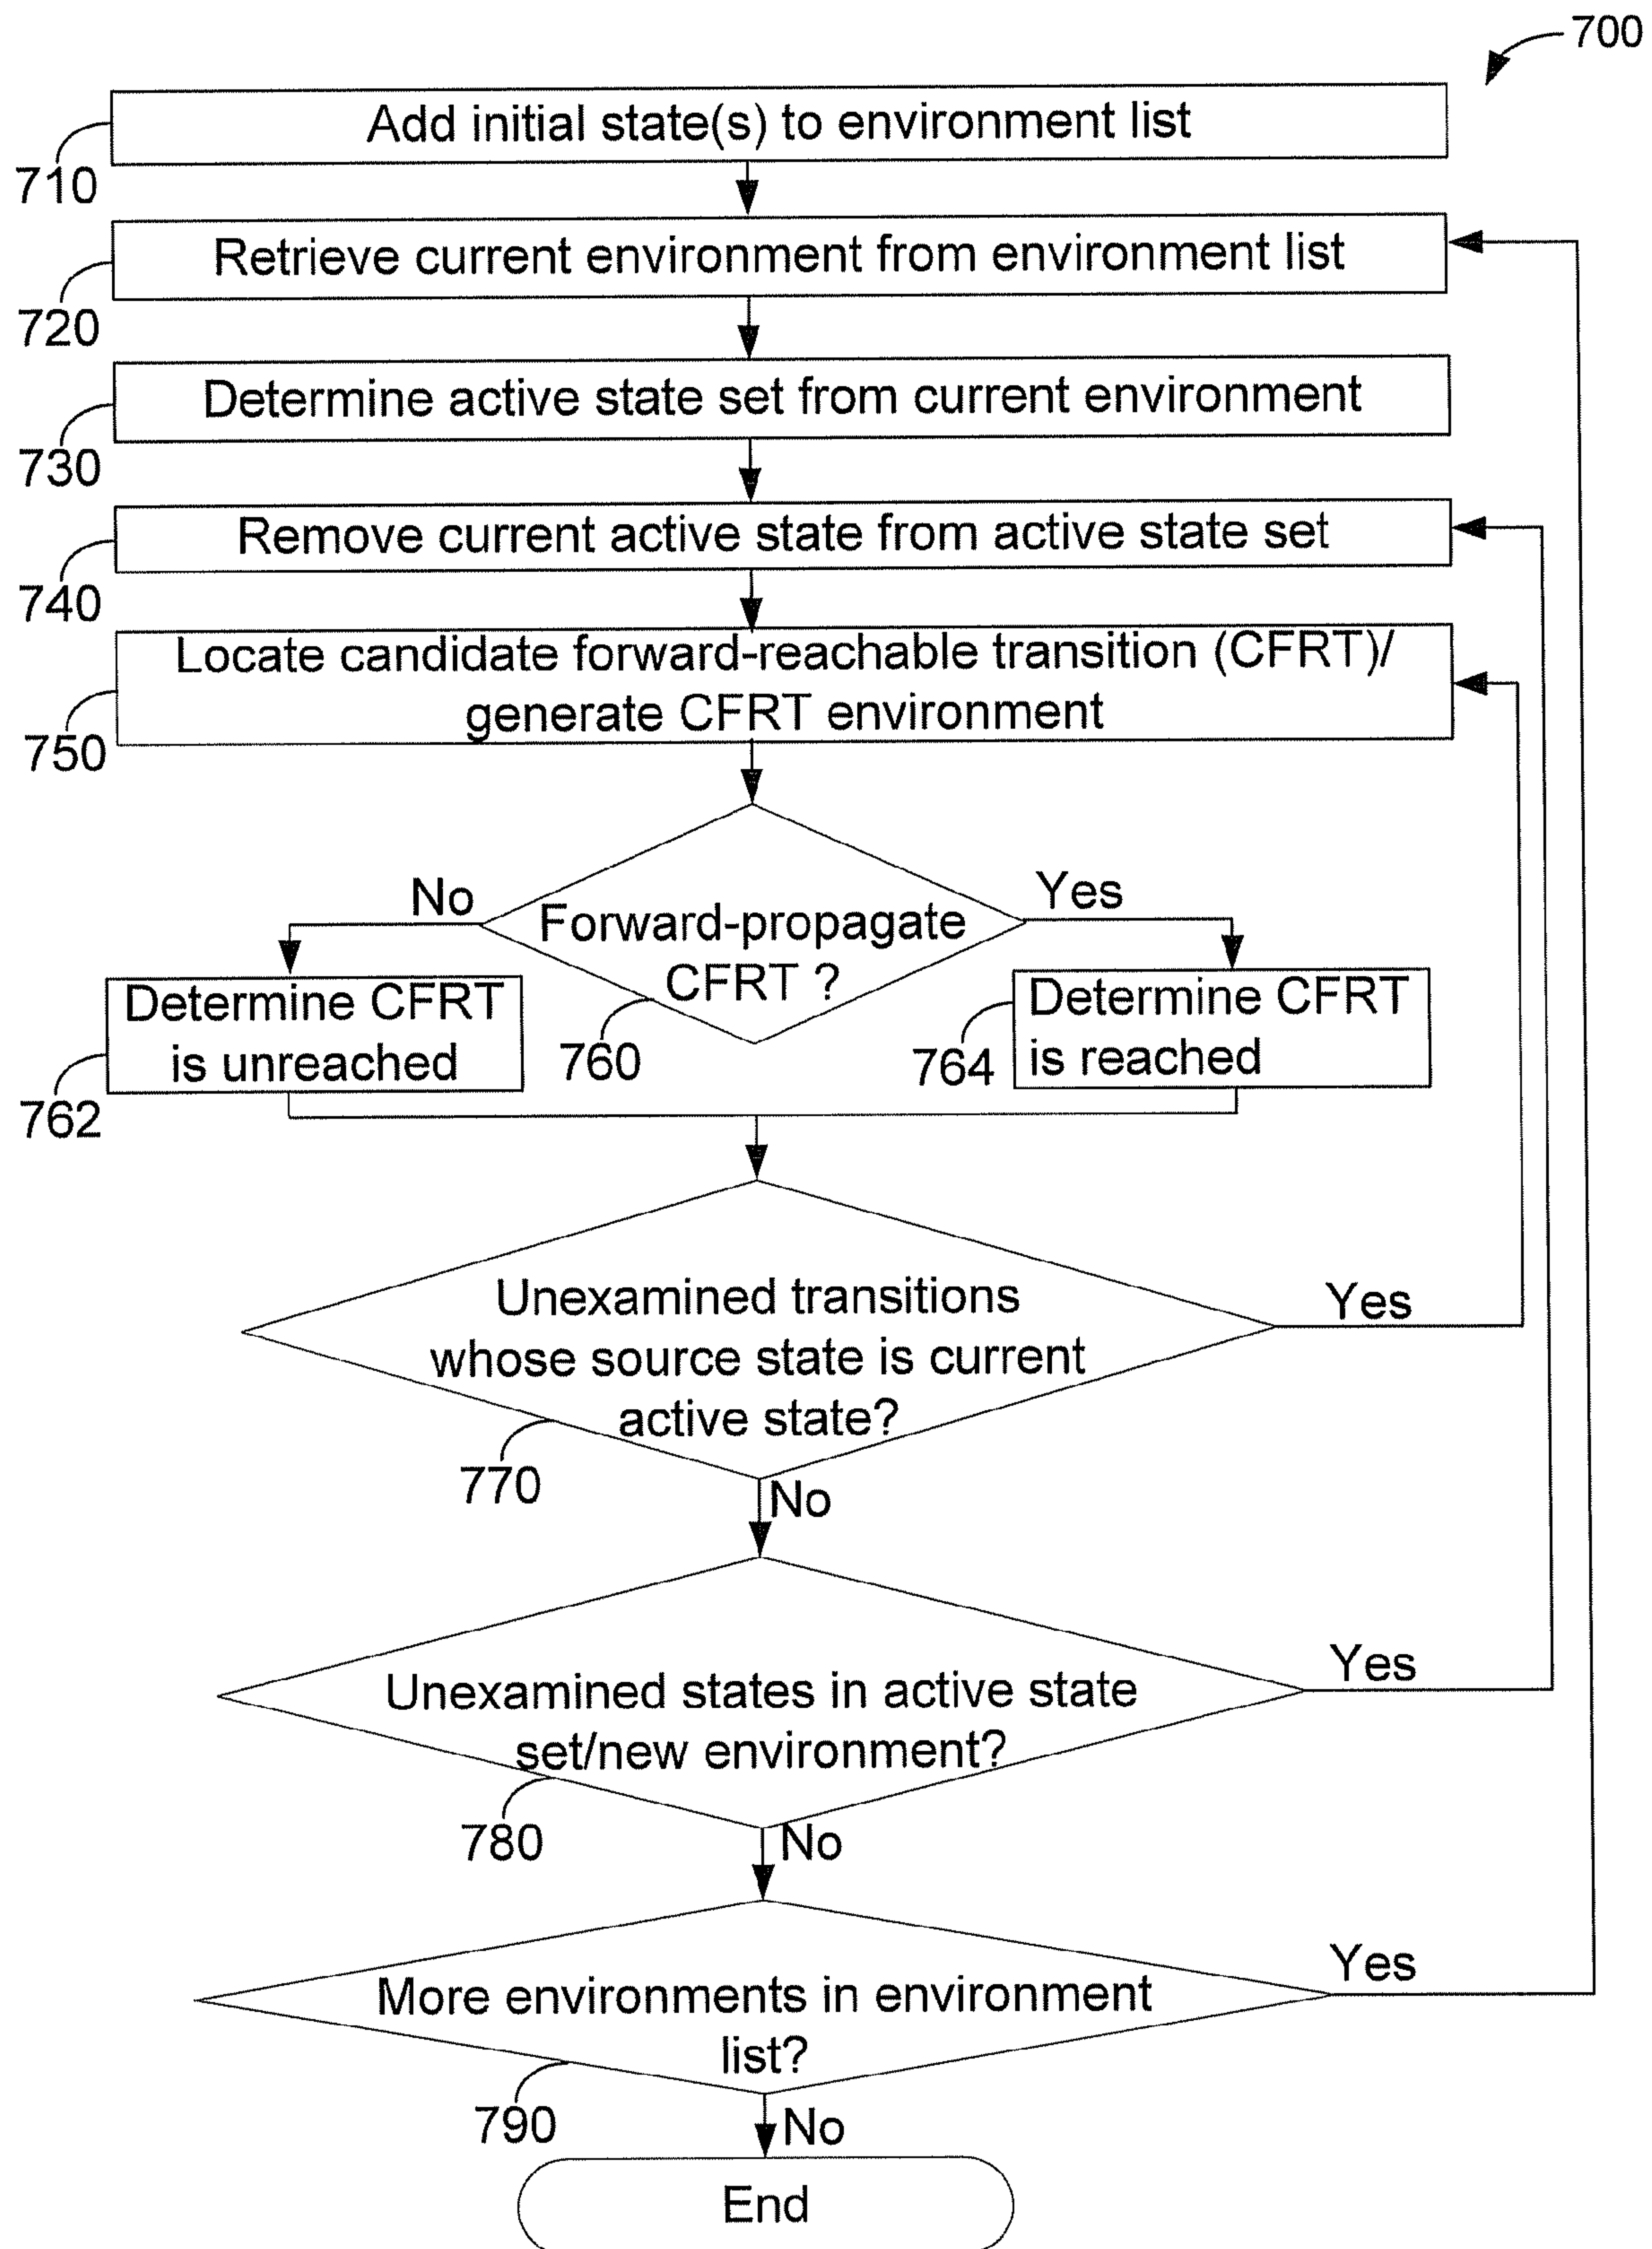 700
Add initial state(s) to environment list
710
Retrieve current environment from environment list
720
Determine active state set from current environment
730
Remove current active state from active state set
740
Locate candidate forward-reachable transition (CFRT)/
generate CFRT environment
750
No
Yes
Forward-propagate
CFRT ?
760
Determine CFRT
is unreached
762
Determine CFRT
is reached
764
Unexamined transitions
whose source state is current
active state?
Yes
770
No
Unexamined states in active state
set/new environment?
Yes
780
No
More environments in environment
list?
Yes
790
No
End